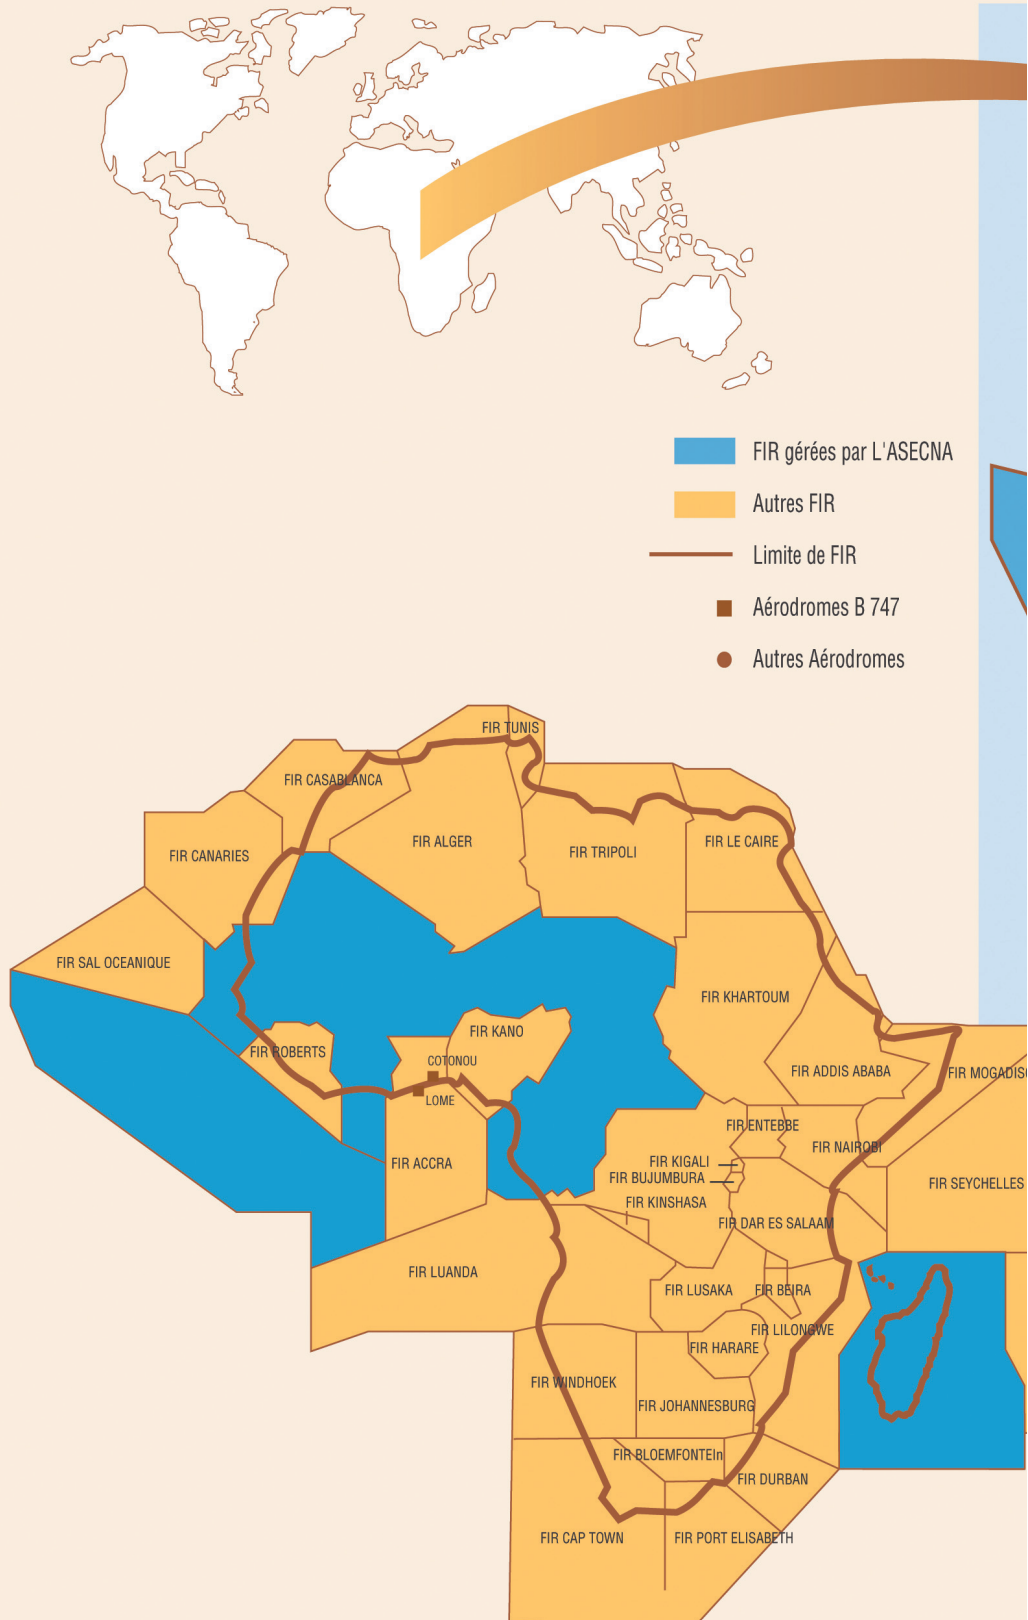 FIR gérées par L'ASECNA
Autres FIR
Limite de FIR
Aérodromes B 747
Autres Aérodromes
FIR TUNIS
FIR CASABLANCA
FIR ALGER
FIR TRIPOLI
FIR LE CAIRE
FIR CANARIES
FIR SAL OCEANIQUE
FIR KHARTOUM
FIR KANO
FIR ROBERTS
COTONOU
LOME
FIR ADDIS ABABA
FIR MOGADISC
FIR ENTEBBE
FIR NAIROBI
FIR ACCRA
FIR KIGALI
FIR BUJUMBURA
FIR SEYCHELLES
FIR KINSHASA
FIR DAR ES SALAAM
FIR LUANDA
FIR LUSAKA
FIR BEIRA
FIR LILONGWE
FIR HARARE
FIR WINDHOEK
FIR JOHANNESBURG
FIR BLOEMFONTEIn
FIR DURBAN
FIR CAP TOWN
FIR PORT ELISABETH